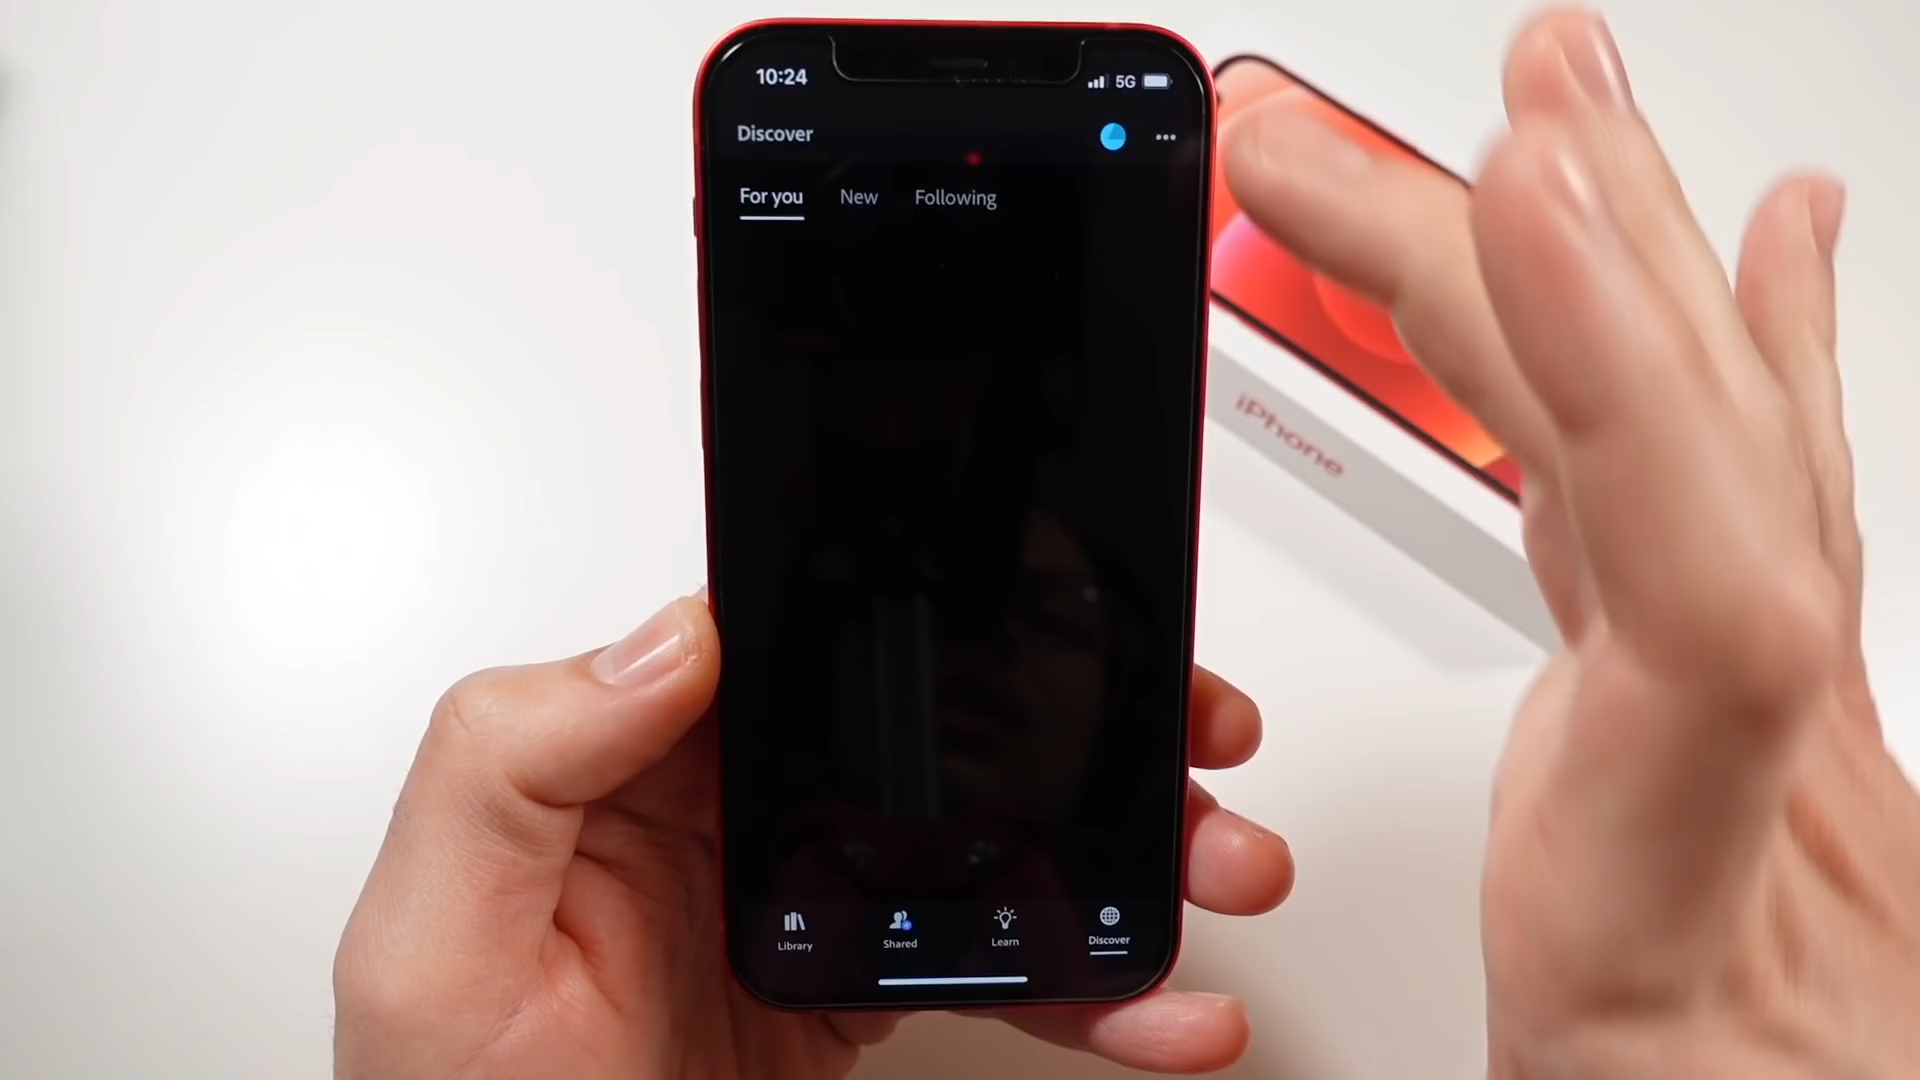 10:24
5G
Discover
For you
New
Following
iPhone
Library
Shared
Learn
Discover